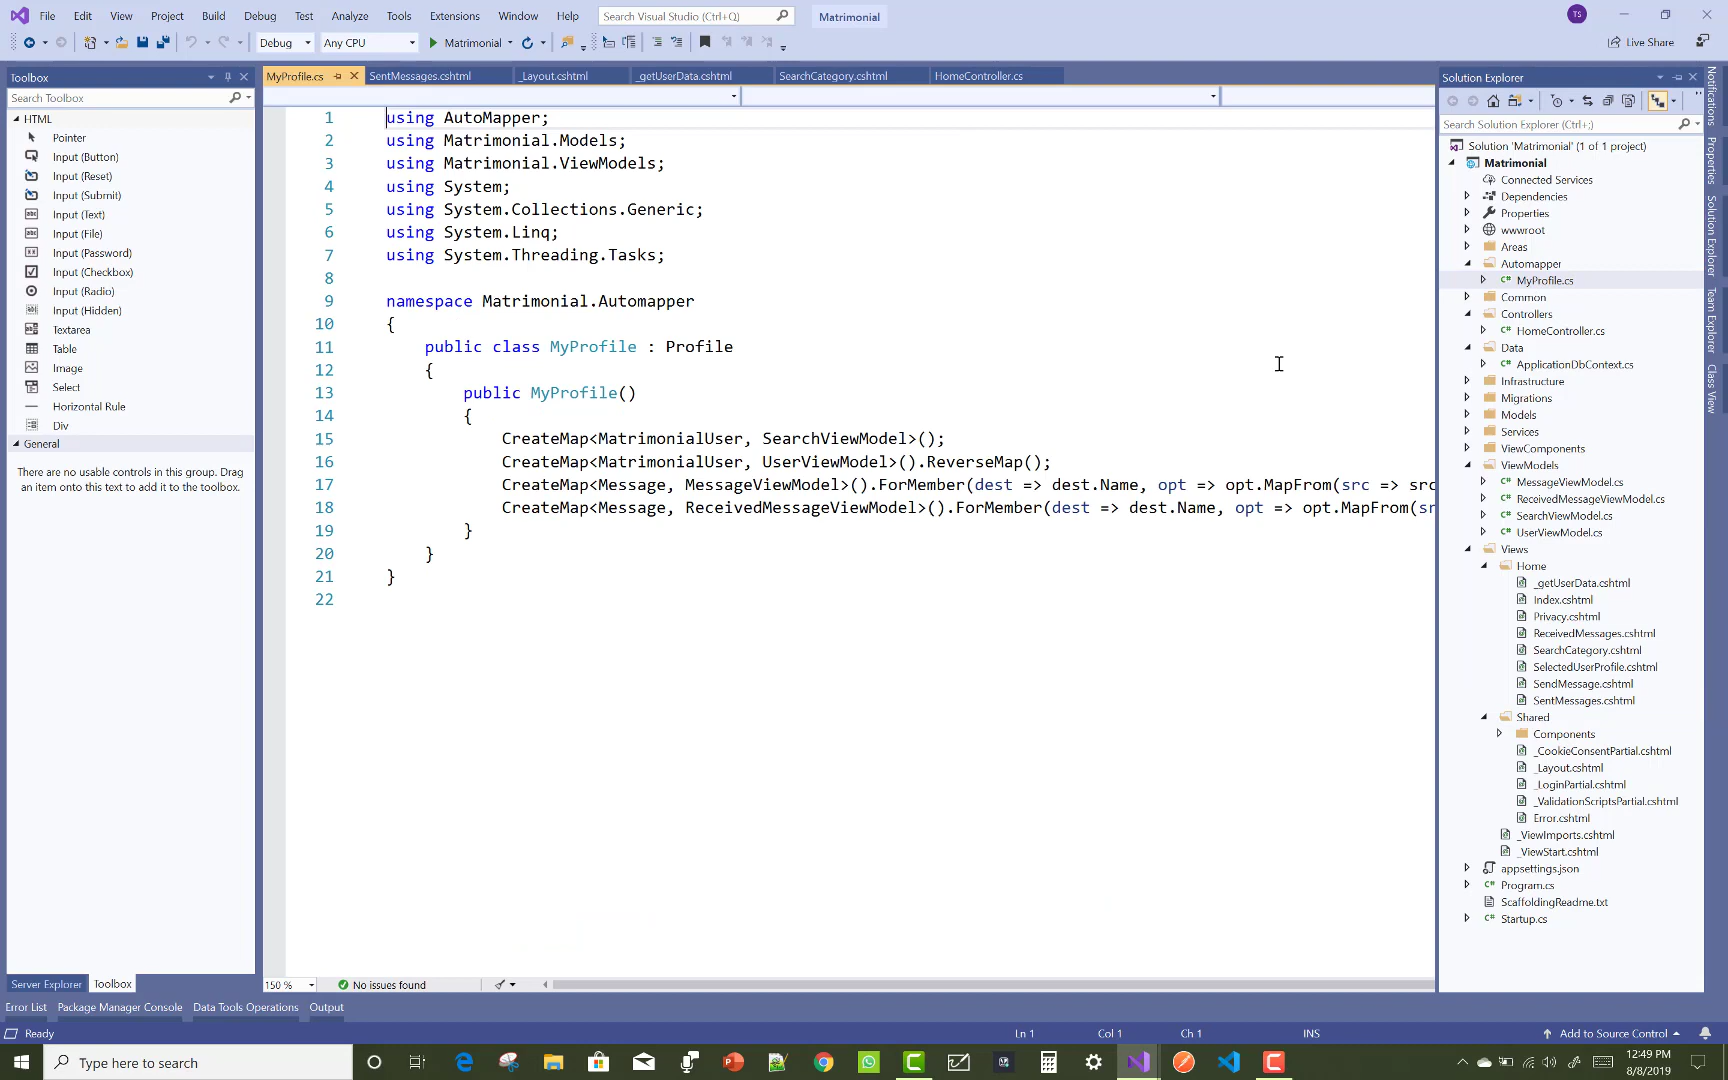 File Edit View Project Build Debug Test Analyze Tools Extensions Window Help Search Visual Studio (Ctrl+Q) Matrimonial TS
Debug Any CPU Matrimonial Live Share
Toolbox
Search Toolbox
HTML
Pointer
Input (Button)
Input (Reset)
Input (Submit)
Input (Text)
Input (File)
Input (Password)
Input (Checkbox)
Input (Radio)
Input (Hidden)
Textarea
Table
Image
Select
Horizontal Rule
Div
General
There are no usable controls in this group. Drag
an item onto this text to add it to the toolbox.
Server Explorer Toolbox
MyProfile.cs SentMessages.cshtml _Layout.cshtml _getUserData.cshtml SearchCategory.cshtml HomeController.cs
1 using AutoMapper;
2 using Matrimonial.Models;
3 using Matrimonial.ViewModels;
4 using System;
5 using System.Collections.Generic;
6 using System.Linq;
7 using System.Threading.Tasks;
8
9 namespace Matrimonial.Automapper
10 {
11 public class MyProfile : Profile
12 {
13 public MyProfile()
14 {
15 CreateMap<MatrimonialUser, SearchViewModel>();
16 CreateMap<MatrimonialUser, UserViewModel>().ReverseMap();
17 CreateMap<Message, MessageViewModel>().ForMember(dest => dest.Name, opt => opt.MapFrom(src => src
18 CreateMap<Message, ReceivedMessageViewModel>().ForMember(dest => dest.Name, opt => opt.MapFrom(sr
19 }
20 }
21 }
22
150 % No issues found
Solution Explorer
Search Solution Explorer (Ctrl+;)
Solution 'Matrimonial' (1 of 1 project)
Matrimonial
Connected Services
Dependencies
Properties
wwwroot
Areas
Automapper
MyProfile.cs
Common
Controllers
HomeController.cs
Data
ApplicationDbContext.cs
Infrastructure
Migrations
Models
Services
ViewComponents
ViewModels
MessageViewModel.cs
ReceivedMessageViewModel.cs
SearchViewModel.cs
UserViewModel.cs
Views
Home
_getUserData.cshtml
Index.cshtml
Privacy.cshtml
ReceivedMessages.cshtml
SearchCategory.cshtml
SelectedUserProfile.cshtml
SendMessage.cshtml
SentMessages.cshtml
Shared
Components
_CookieConsentPartial.cshtml
_Layout.cshtml
_LoginPartial.cshtml
_ValidationScriptsPartial.cshtml
Error.cshtml
_ViewImports.cshtml
_ViewStart.cshtml
appsettings.json
Program.cs
ScaffoldingReadme.txt
Startup.cs
Notifications
Properties
Solution Explorer
Team Explorer
Class View
Error List Package Manager Console Data Tools Operations Output
Ready Ln 1 Col 1 Ch 1 INS Add to Source Control
Type here to search 12:49 PM
8/8/2019